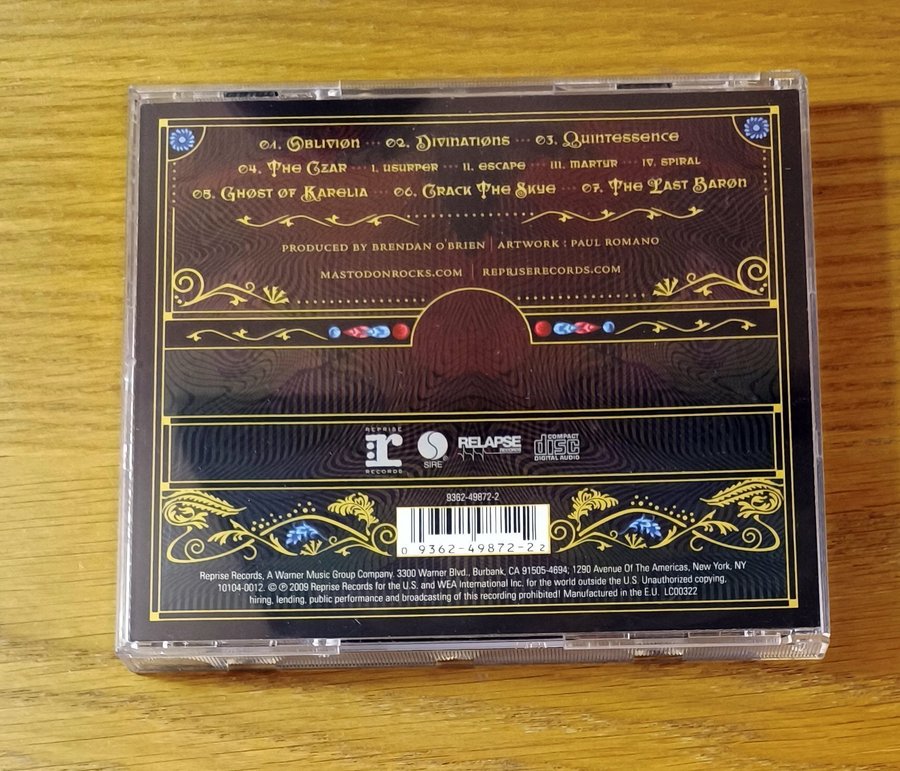 01. Oblivion ··· 02. Divinations ··· 03. Quintessence
04. The Czar ··· I. Usurper ··· II. Escape ··· III. Martyr ··· IV. Spiral
05. Ghost of Karelia ··· 06. Crack The Skye ··· 07. The Last Baron
PRODUCED BY BRENDAN O'BRIEN | ARTWORK : PAUL ROMANO
MASTODONROCKS.COM | REPRISERECORDS.COM
REPRISE
r
RECORDS
SIRE®
RELAPSE
RECORDS
COMPACT
disc
DIGITAL AUDIO
9362-49872-2
0 9362-49872-2 2
Reprise Records, A Warner Music Group Company. 3300 Warner Blvd., Burbank, CA 91505-4694; 1290 Avenue Of The Americas, New York, NY
10104-0012. © ℗ 2009 Reprise Records for the U.S. and WEA International Inc. for the world outside the U.S. Unauthorized copying,
hiring, lending, public performance and broadcasting of this recording prohibited! Manufactured in the E.U. LC00322